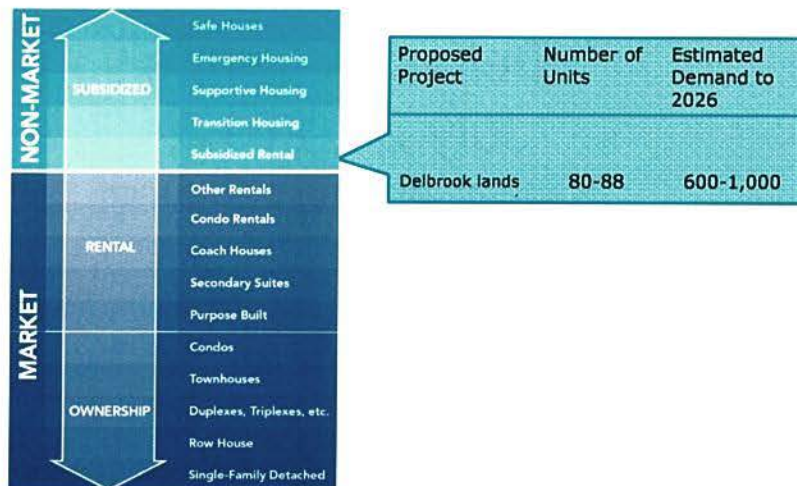 NON-MARKET
SUBSIDIZED
Safe Houses
Emergency Housing
Supportive Housing
Transition Housing
Subsidized Rental
MARKET
RENTAL
Other Rentals
Condo Rentals
Coach Houses
Secondary Suites
Purpose Built
OWNERSHIP
Condos
Townhouses
Duplexes, Triplexes, etc.
Row House
Single-Family Detached
Proposed Project
Number of Units
Estimated Demand to 2026
Delbrook lands 80-88 600-1,000